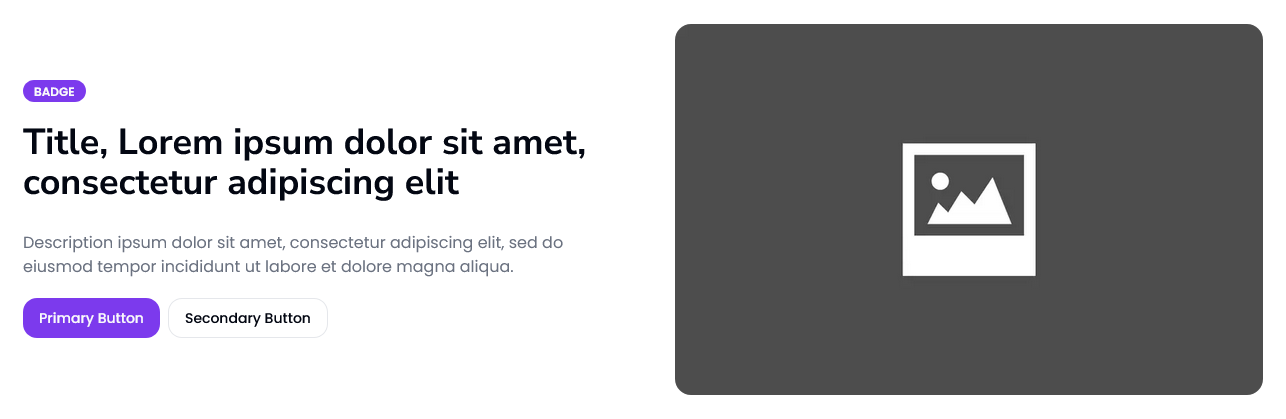 BADGE
Title, Lorem ipsum dolor sit amet,
consectetur adipiscing elit
Description ipsum dolor sit amet, consectetur adipiscing elit, sed do
eiusmod tempor incididunt ut labore et dolore magna aliqua.
Primary Button
Secondary Button